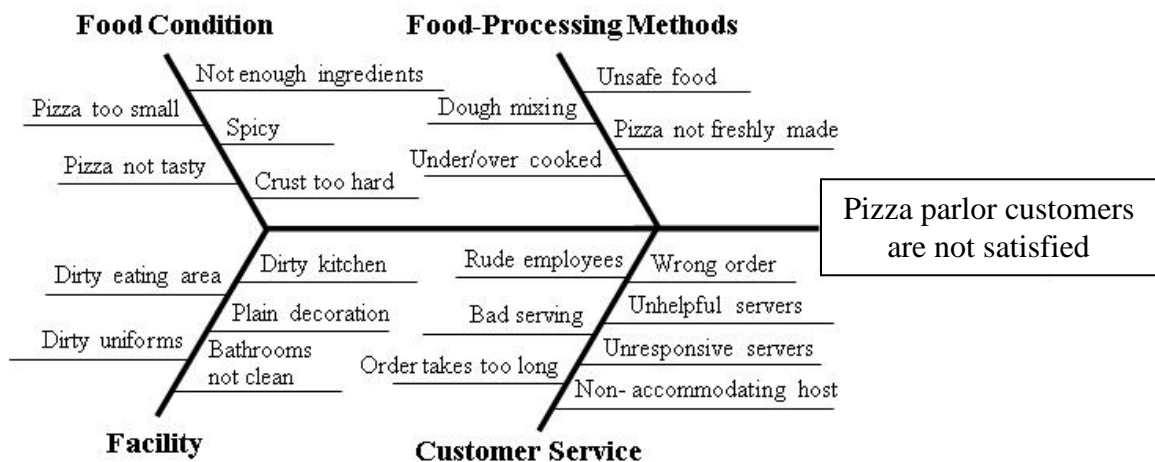 Food Condition
Food-Processing Methods
Not enough ingredients
Unsafe food
Pizza too small
Dough mixing
Spicy
Pizza not freshly made
Pizza not tasty
Under/over cooked
Crust too hard
Pizza parlor customers
are not satisfied
Dirty eating area
Dirty kitchen
Rude employees
Wrong order
Plain decoration
Bad serving
Unhelpful servers
Dirty uniforms
Bathrooms
not clean
Order takes too long
Unresponsive servers
Non- accommodating host
Facility
Customer Service